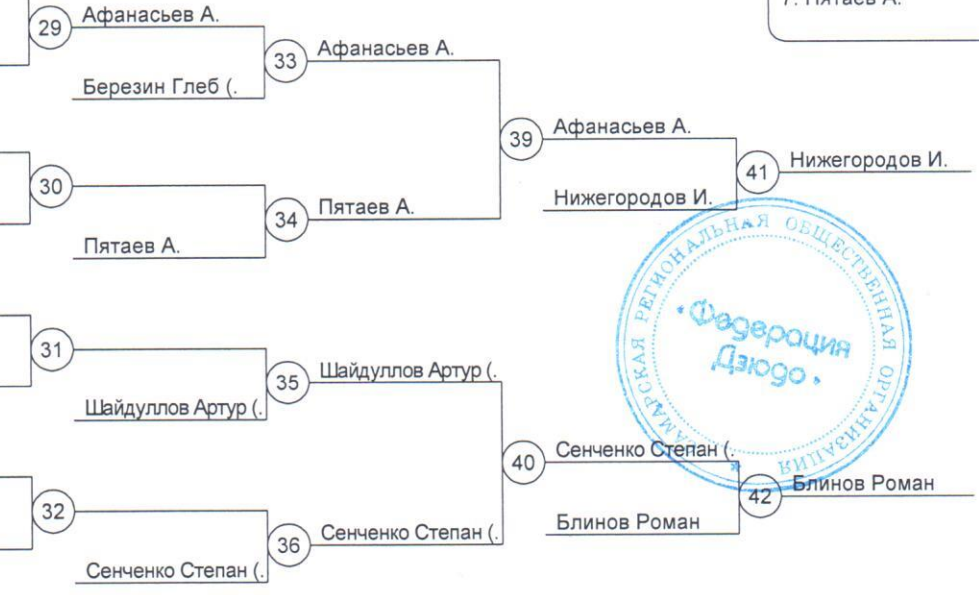 7. Пятаев А.
29
Афанасьев А.
33
Афанасьев А.
Березин Глеб (.
39
Афанасьев А.
41
Нижегородов И.
30
34
Пятаев А.
Нижегородов И.
Пятаев А.
31
35
Шайдуллов Артур (.
Шайдуллов Артур (.
40
Сенченко Степан (.
42
Блинов Роман
32
36
Сенченко Степан (.
Блинов Роман
Сенченко Степан (.
САМАРСКАЯ РЕГИОНАЛЬНАЯ ОБЩЕСТВЕННАЯ ОРГАНИЗАЦИЯ
Федерация
Дзюдо